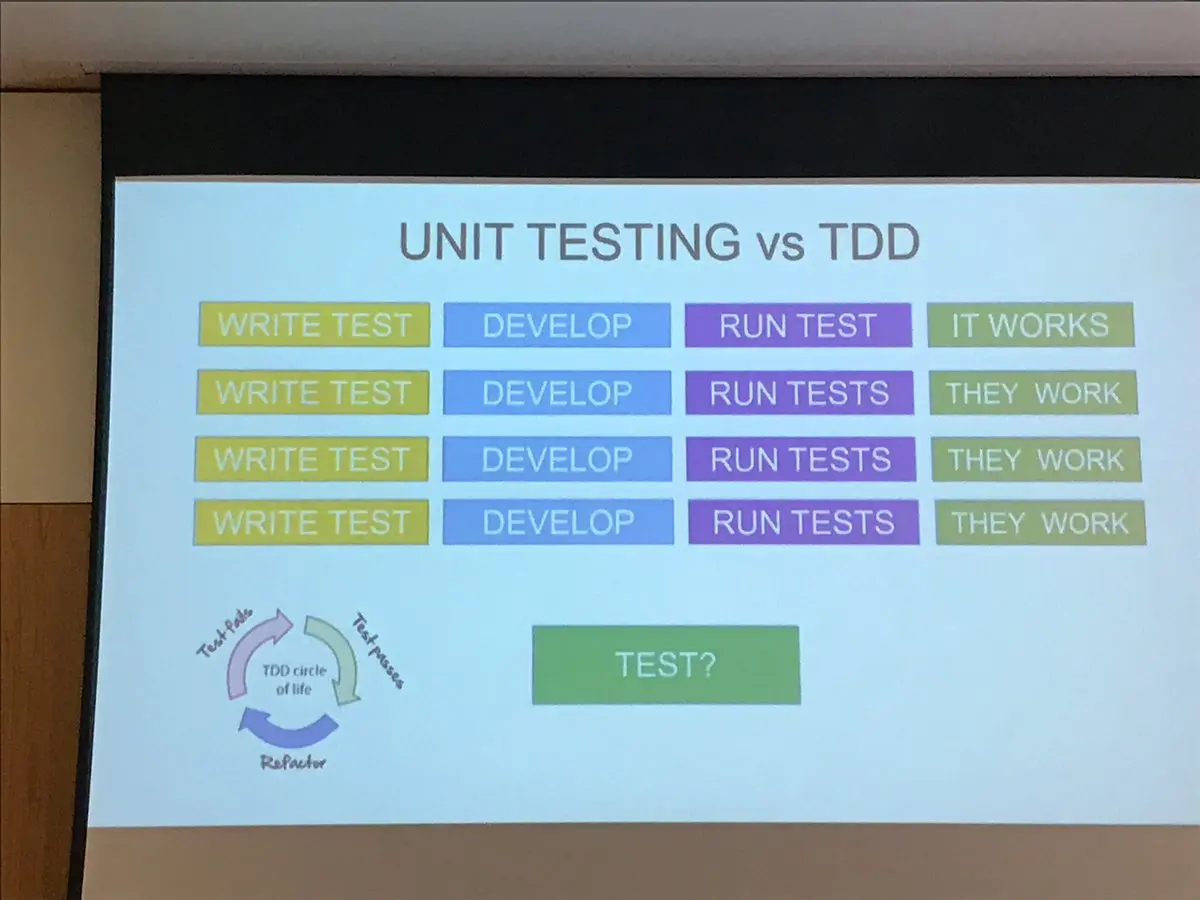 UNIT TESTING vs TDD
WRITE TEST DEVELOP RUN TEST IT WORKS
WRITE TEST DEVELOP RUN TESTS THEY WORK
WRITE TEST DEVELOP RUN TESTS THEY WORK
WRITE TEST DEVELOP RUN TESTS THEY WORK
Test fails
Test passes
TDD circle
of life
Refactor
TEST?